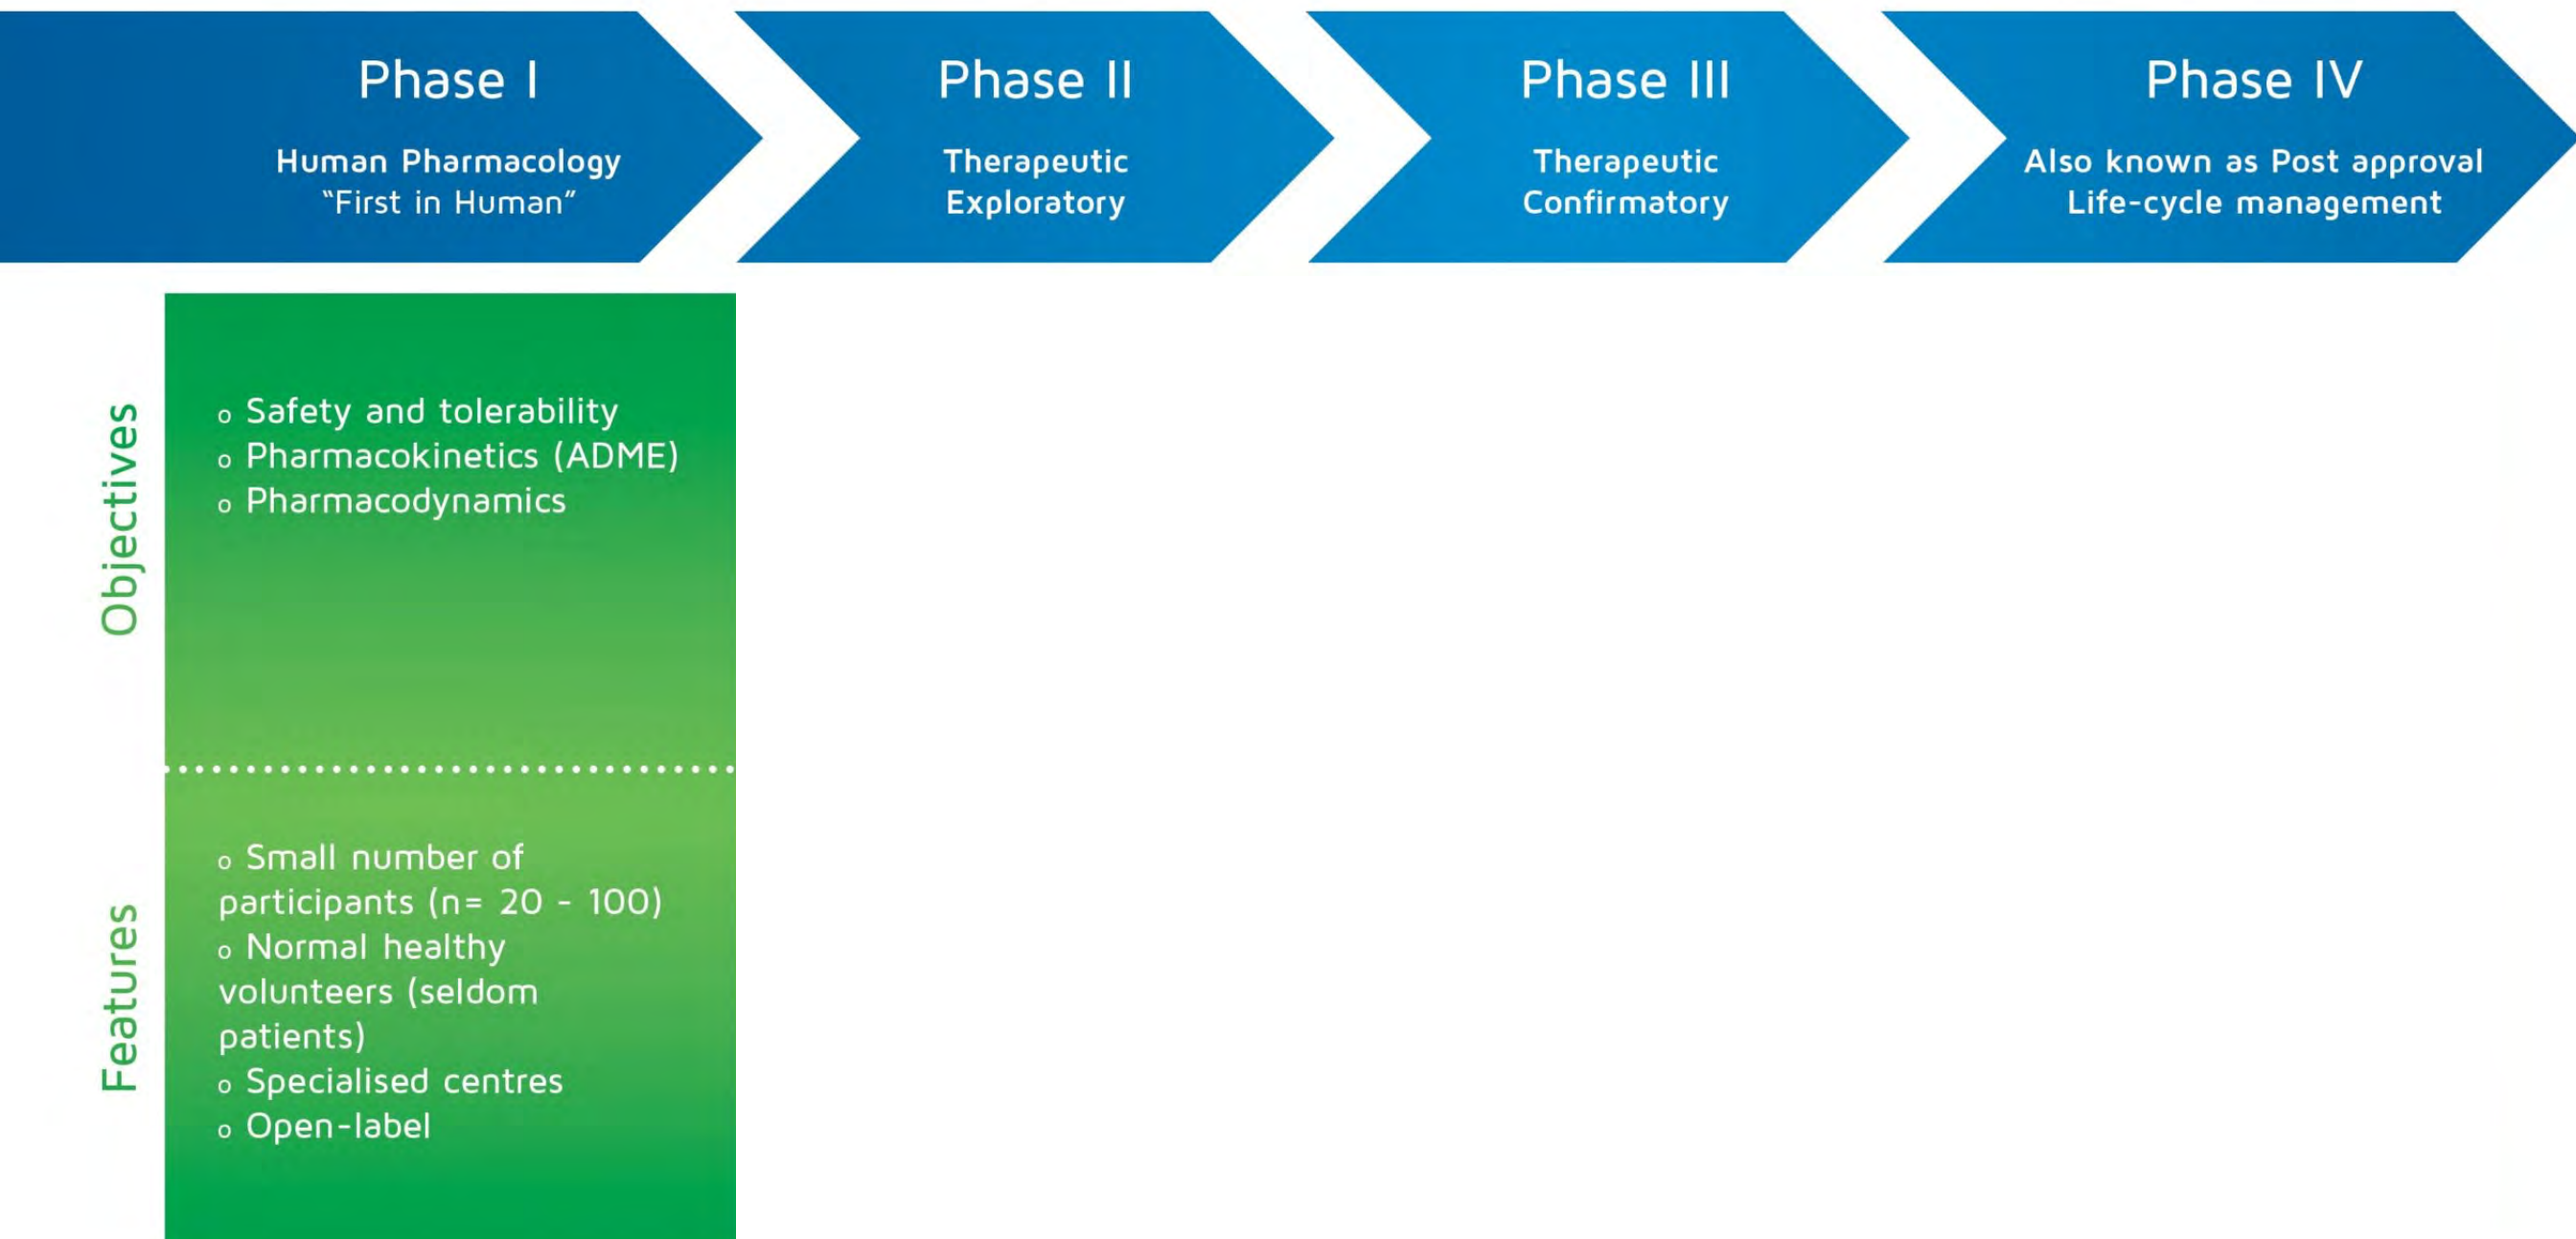 Phase I
Human Pharmacology
“First in Human”
Phase II
Therapeutic
Exploratory
Phase III
Therapeutic
Confirmatory
Phase IV
Also known as Post approval
Life-cycle management
Objectives
o Safety and tolerability
o Pharmacokinetics (ADME)
o Pharmacodynamics
Features
o Small number of
participants (n= 20 - 100)
o Normal healthy
volunteers (seldom
patients)
o Specialised centres
o Open-label